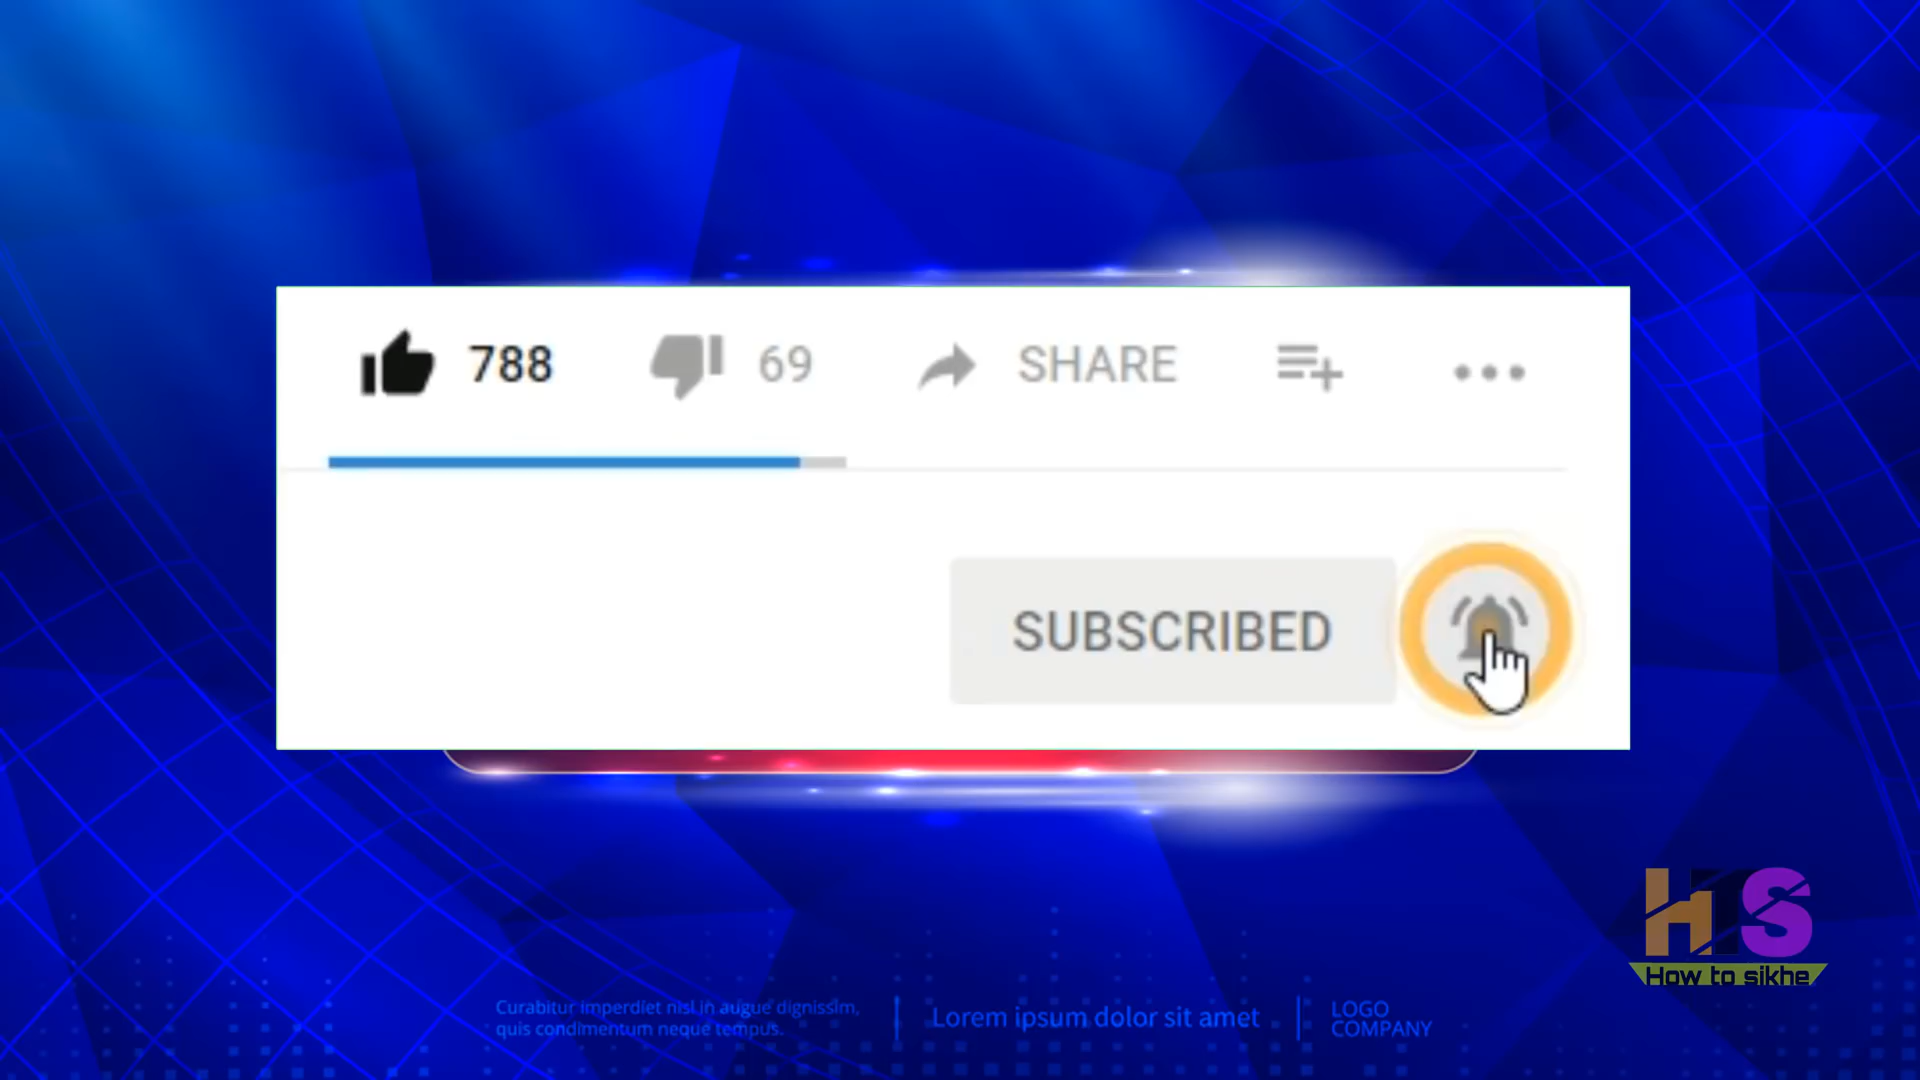 788 69 SHARE
SUBSCRIBED
HTS
How to sikhe
Curabitur imperdiet nisl in augue dignissim,
quis condimentum neque tempus.
Lorem ipsum dolor sit amet
LOGO
COMPANY